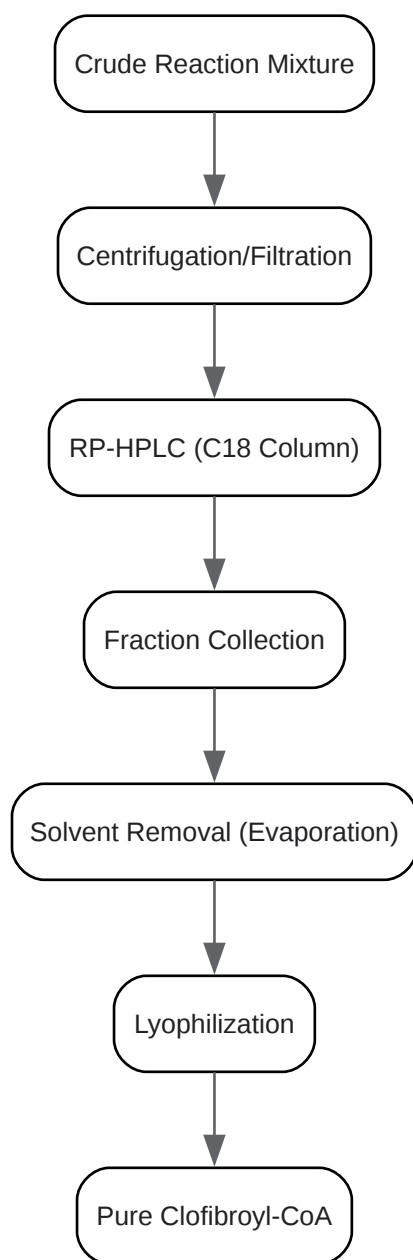 Crude Reaction Mixture
Centrifugation/Filtration
RP-HPLC (C18 Column)
Fraction Collection
Solvent Removal (Evaporation)
Lyophilization
Pure Clofibroyl-CoA